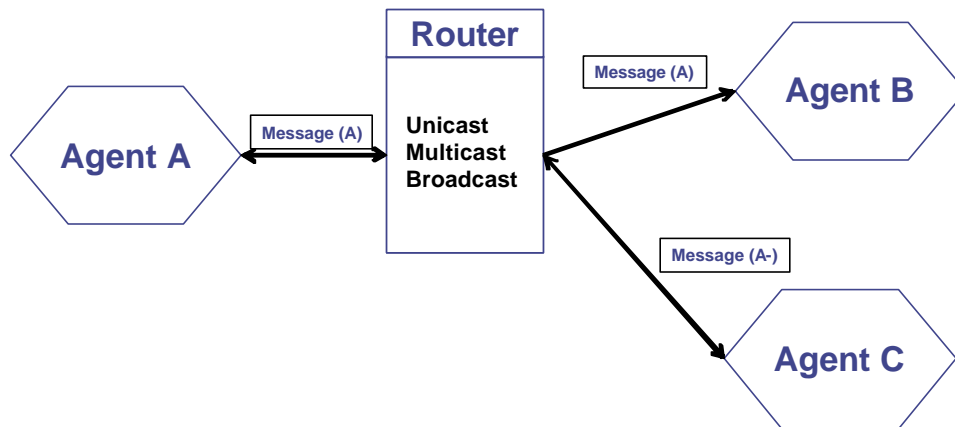 Router
Message (A)
Agent B
Message (A)
Unicast
Multicast
Broadcast
Agent A
Message (A-)
Agent C